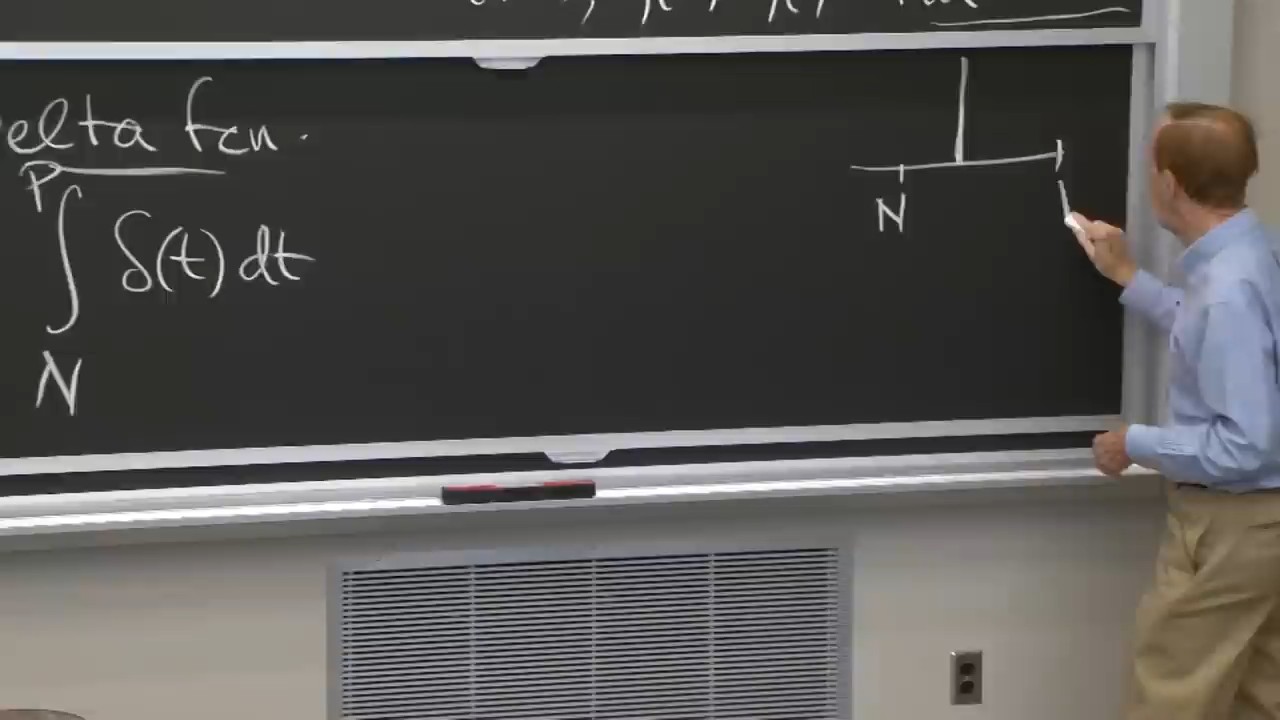 elta fcn.
P
∫ δ(t) dt
N
N